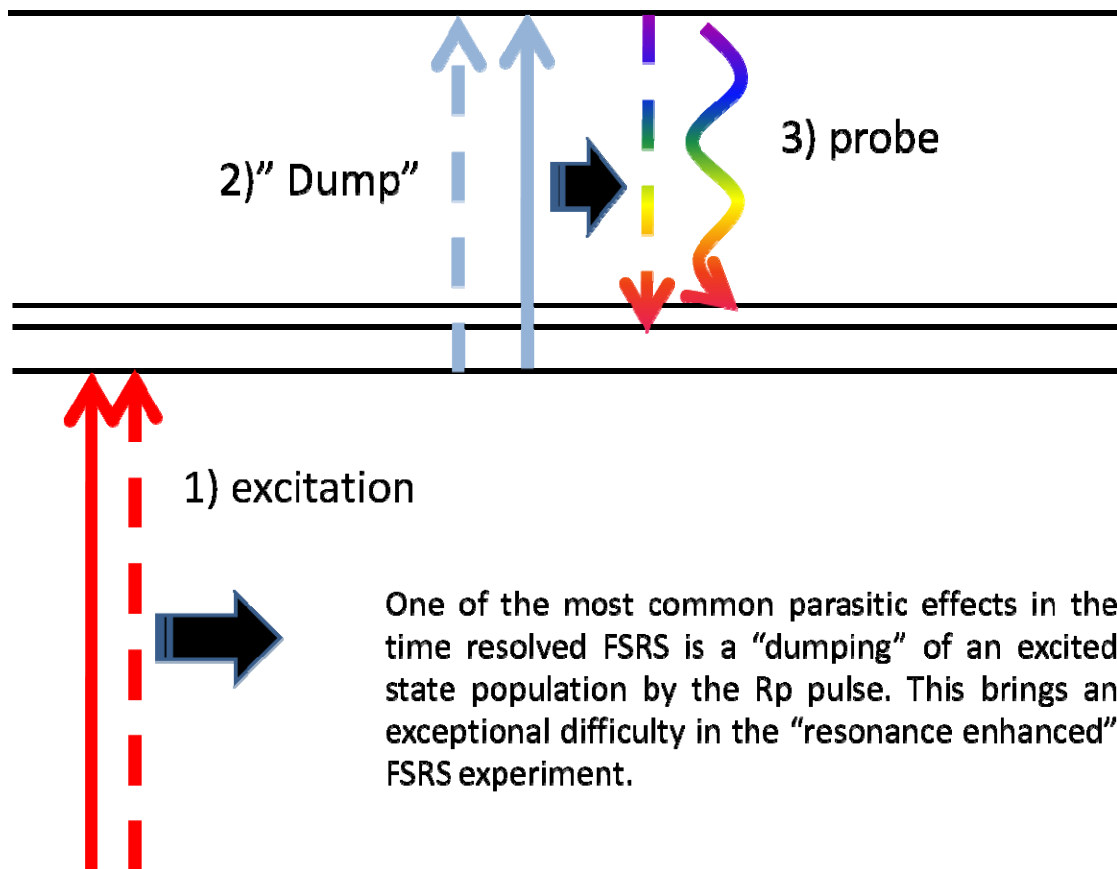 3) probe
2)” Dump”
1) excitation
One of the most common parasitic effects in the
time resolved FSRS is a “dumping” of an excited
state population by the Rp pulse. This brings an
exceptional difficulty in the “resonance enhanced”
FSRS experiment.